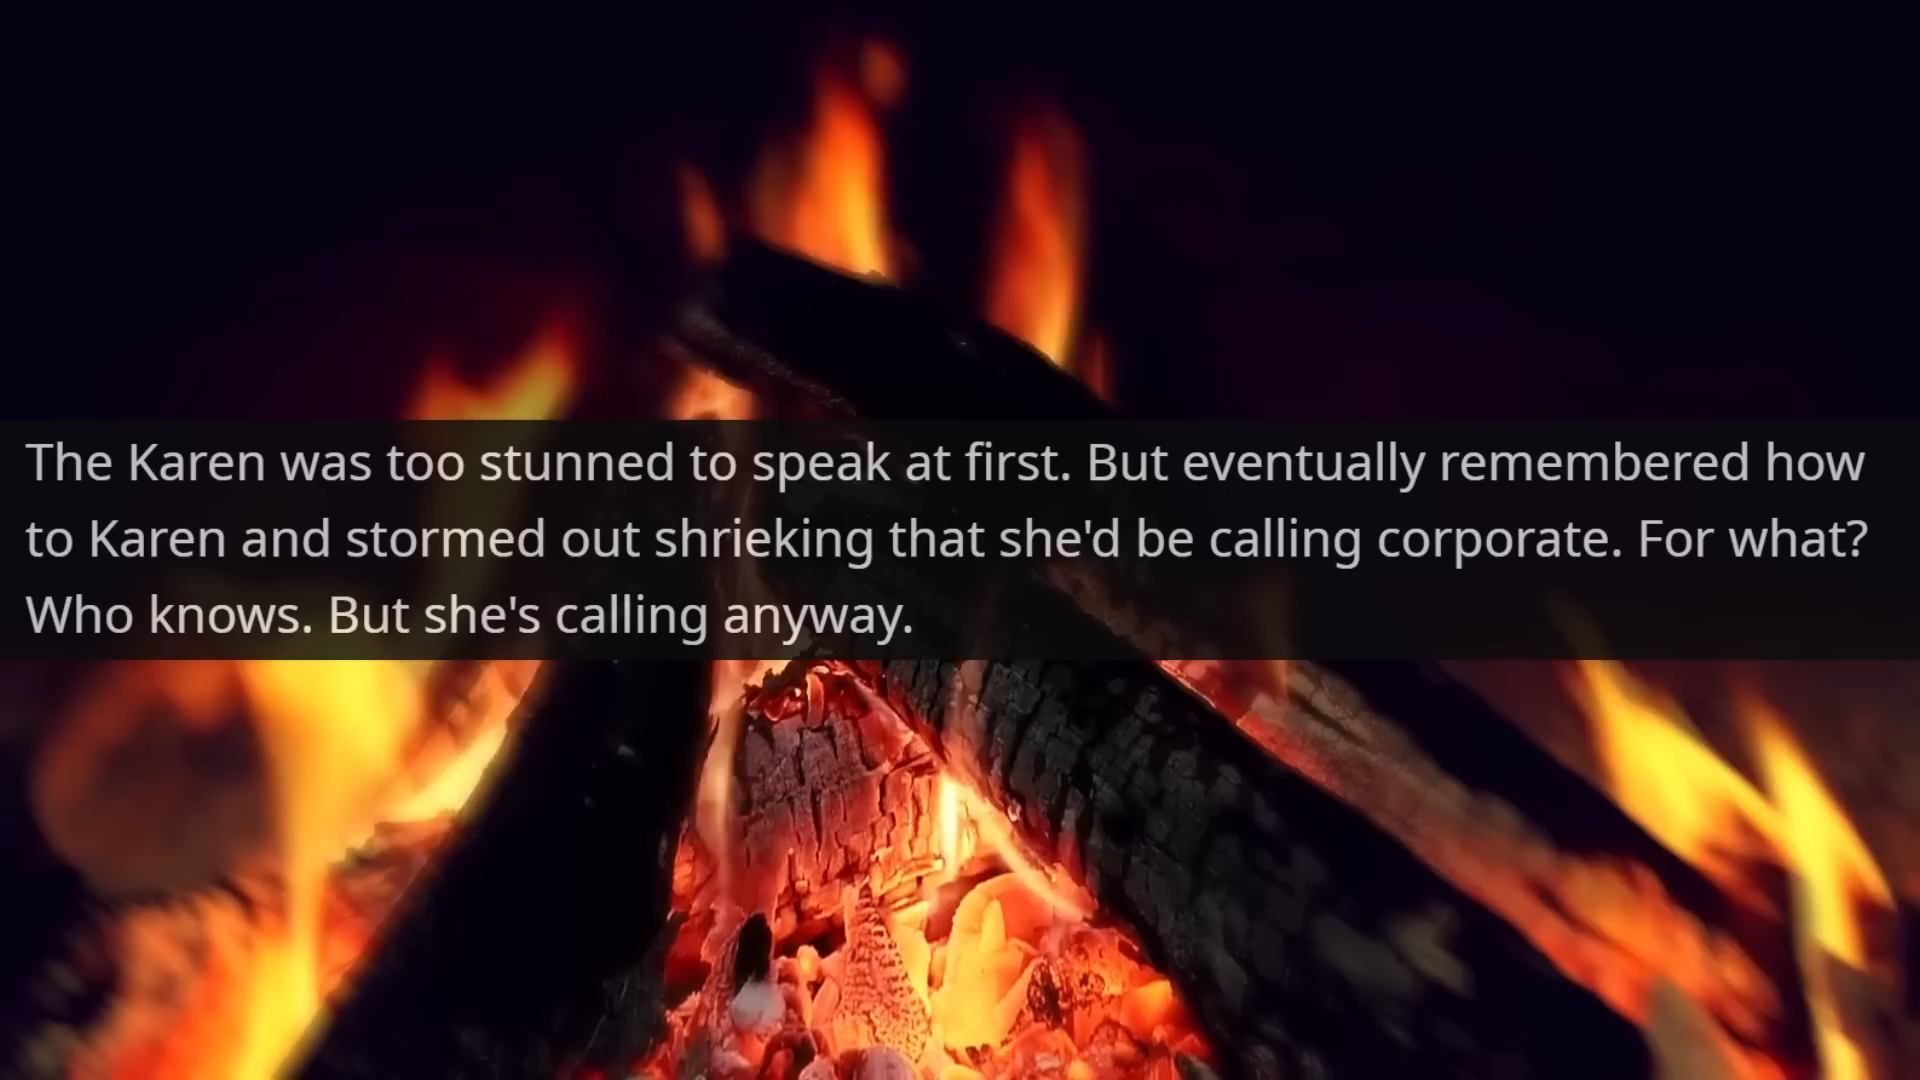 The Karen was too stunned to speak at first. But eventually remembered how
to Karen and stormed out shrieking that she'd be calling corporate. For what?
Who knows. But she's calling anyway.